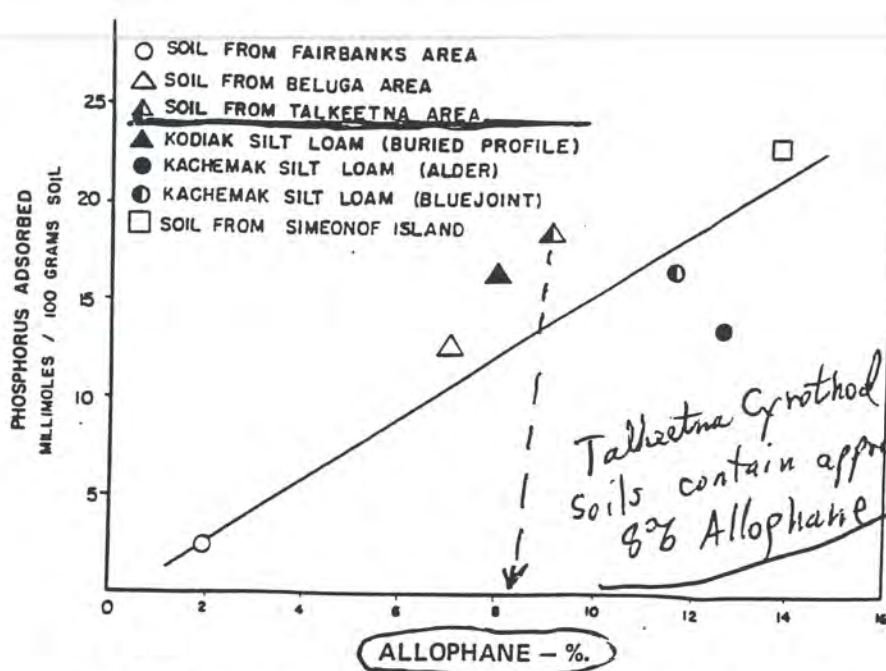 ○ SOIL FROM FAIRBANKS AREA
△ SOIL FROM BELUGA AREA
SOIL FROM TALKEETNA AREA
▲ KODIAK SILT LOAM (BURIED PROFILE)
● KACHEMAK SILT LOAM (ALDER)
◐ KACHEMAK SILT LOAM (BLUEJOINT)
□ SOIL FROM SIMEONOF ISLAND
PHOSPHORUS ADSORBED
MILLIMOLES / 100 GRAMS SOIL
25
20
15
10
5
0 2 4 6 8 10 12 14 16
ALLOPHANE – %.
Talkeetna Cyrothod
soils contain appr
8% Allophane